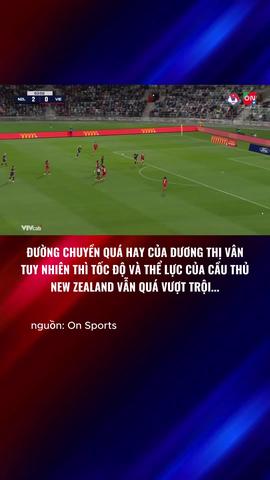 NZL 2 0 VIE
ON
VTVcab
ĐƯỜNG CHUYỀN QUÁ HAY CỦA DƯƠNG THỊ VÂN
TUY NHIÊN THÌ TỐC ĐỘ VÀ THỂ LỰC CỦA CẦU THỦ
NEW ZEALAND VẪN QUÁ VƯỢT TRỘI...
nguồn: On Sports